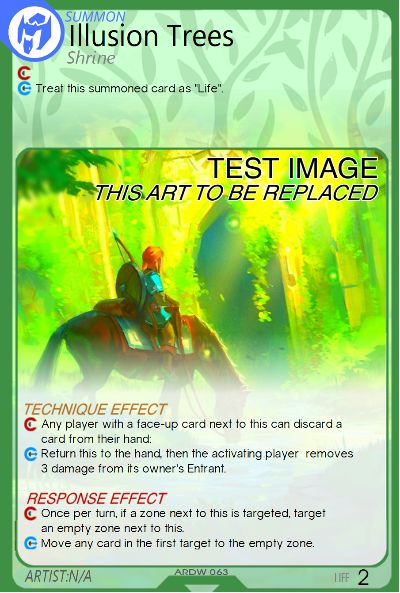 SUMMON
Illusion Trees
Shrine
Treat this summoned card as "Life".
TEST IMAGE
THIS ART TO BE REPLACED
TECHNIQUE EFFECT
Any player with a face-up card next to this can discard a
card from their hand:
Return this to the hand, then the activating player removes
3 damage from its owner's Entrant.
RESPONSE EFFECT
Once per turn, if a zone next to this is targeted, target
an empty zone next to this.
Move any card in the first target to the empty zone.
ARTIST:N/A
ARDW 063
LIFE 2